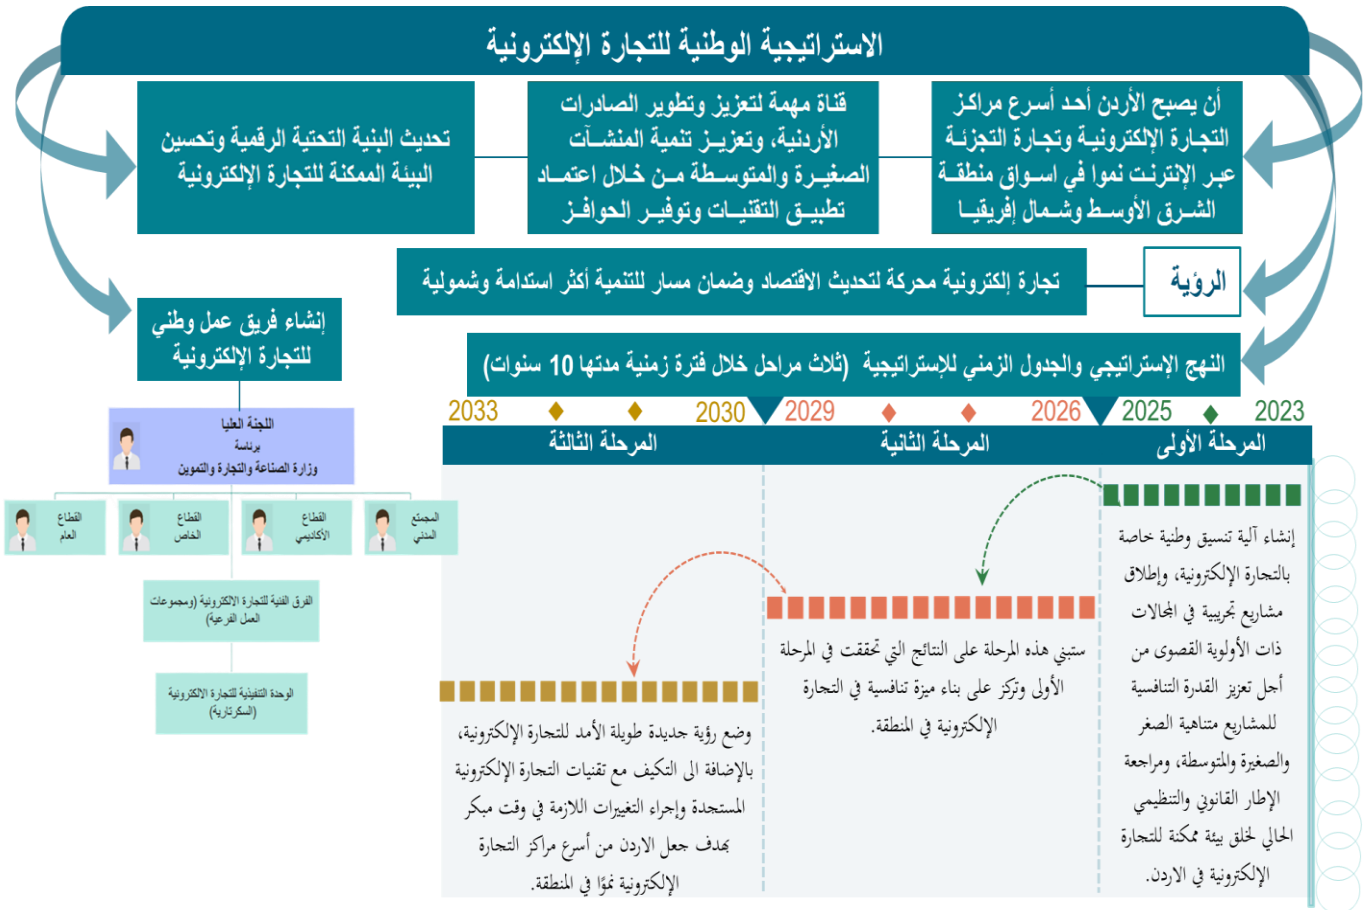 الاستراتيجية الوطنية للتجارة الإلكترونية
أن يصبح الأردن أحد أسرع مراكز
التجارة الإلكترونية وتجارة التجزئة
عبر الإنترنت نموا في اسواق منطقة
الشرق الأوسط وشمال إفريقيا
قناة مهمة لتعزيز وتطوير الصادرات
الأردنية، وتعزيز تنمية المنشآت
الصغيرة والمتوسطة من خلال اعتماد
تطبيق التقنيات وتوفير الحوافز
تحديث البنية التحتية الرقمية وتحسين
البيئة الممكنة للتجارة الإلكترونية
الرؤية
تجارة إلكترونية محركة لتحديث الاقتصاد وضمان مسار للتنمية أكثر استدامة وشمولية
النهج الإستراتيجي والجدول الزمني للإستراتيجية (ثلاث مراحل خلال فترة زمنية مدتها 10 سنوات)
2023
2025
2026
2029
2030
2033
المرحلة الأولى
المرحلة الثانية
المرحلة الثالثة
إنشاء آلية تنسيق وطنية خاصة
بالتجارة الإلكترونية، وإطلاق
مشاريع تجريبية في المجالات
ذات الأولوية القصوى من
أجل تعزيز القدرة التنافسية
للمشاريع متناهية الصغر
والصغيرة والمتوسطة، ومراجعة
الإطار القانوني والتنظيمي
الحالي لخلق بيئة ممكنة للتجارة
الإلكترونية في الاردن.
ستبني هذه المرحلة على النتائج التي تحققت في المرحلة
الأولى وتركز على بناء ميزة تنافسية في التجارة
الإلكترونية في المنطقة.
وضع رؤية جديدة طويلة الأمد للتجارة الإلكترونية،
بالإضافة الى التكيف مع تقنيات التجارة الإلكترونية
المستجدة وإجراء التغييرات اللازمة في وقت مبكر
بهدف جعل الاردن من أسرع مراكز التجارة
الإلكترونية نموًا في المنطقة.
إنشاء فريق عمل وطني
للتجارة الإلكترونية
اللجنة العليا
برئاسة
وزارة الصناعة والتجارة والتموين
المجتمع
المدني
القطاع
الأكاديمي
القطاع
الخاص
القطاع
العام
الفرق الفنية للتجارة الالكترونية (ومجموعات
العمل الفرعية)
الوحدة التنفيذية للتجارة الالكترونية
(السكرتارية)